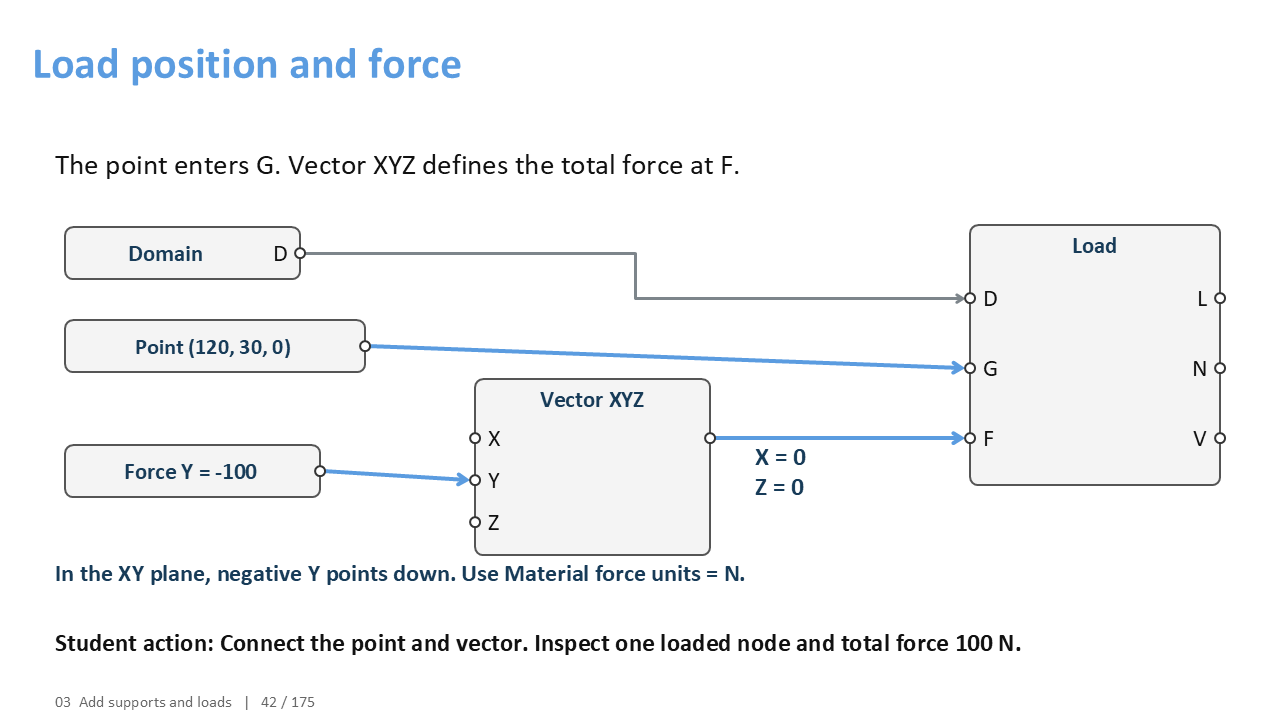 Load position and force
The point enters G. Vector XYZ defines the total force at F.
Domain D
Point (120, 30, 0)
Force Y = -100
Vector XYZ
X
Y
Z
X = 0
Z = 0
Load
D L
G N
F V
In the XY plane, negative Y points down. Use Material force units = N.
Student action: Connect the point and vector. Inspect one loaded node and total force 100 N.
03 Add supports and loads | 42 / 175